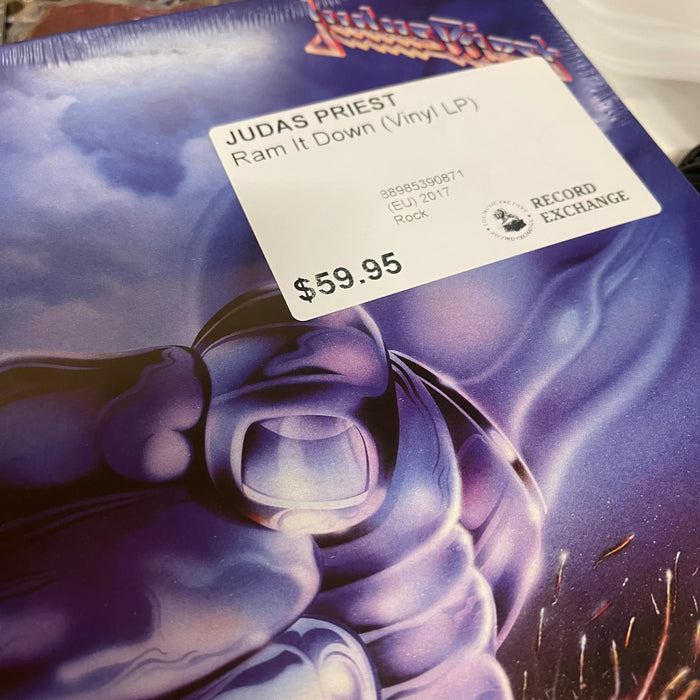 Judas Priest
JUDAS PRIEST
Ram It Down (Vinyl LP)
88985390871
(EU) 2017
Rock
RECORD
EXCHANGE
$59.95